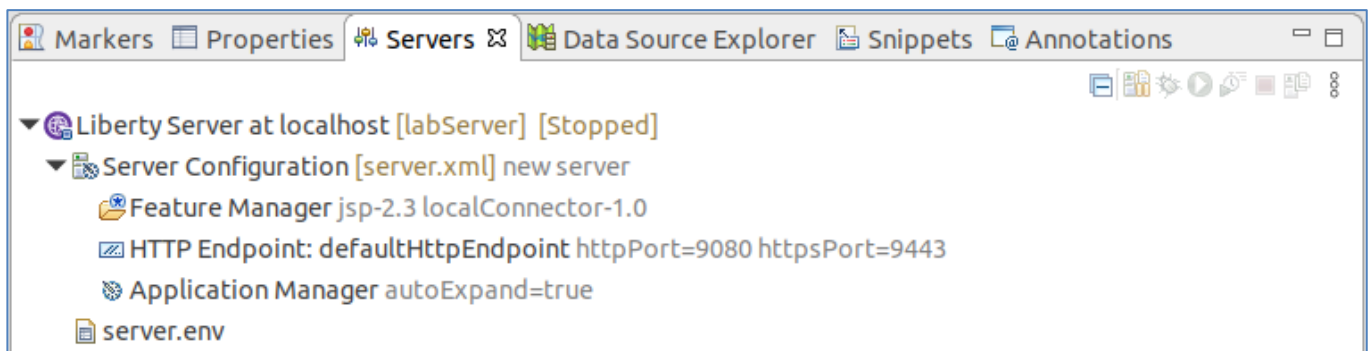 Markers Properties Servers Data Source Explorer Snippets Annotations
Liberty Server at localhost [labServer] [Stopped]
Server Configuration [server.xml] new server
Feature Manager jsp-2.3 localConnector-1.0
HTTP Endpoint: defaultHttpEndpoint httpPort=9080 httpsPort=9443
Application Manager autoExpand=true
server.env